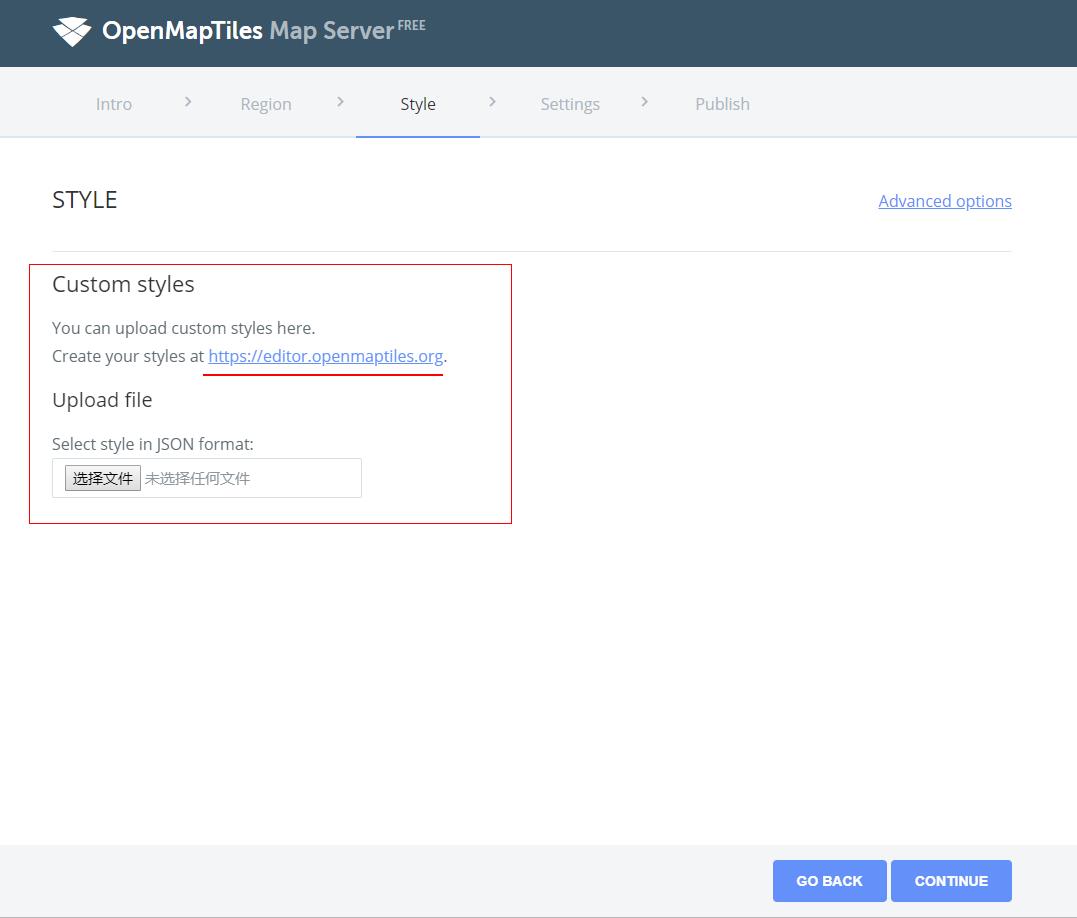 OpenMapTiles Map Server FREE
Intro > Region > Style > Settings > Publish
STYLE
Advanced options
Custom styles
You can upload custom styles here.
Create your styles at https://editor.openmaptiles.org.
Upload file
Select style in JSON format:
选择文件 未选择任何文件
GO BACK CONTINUE